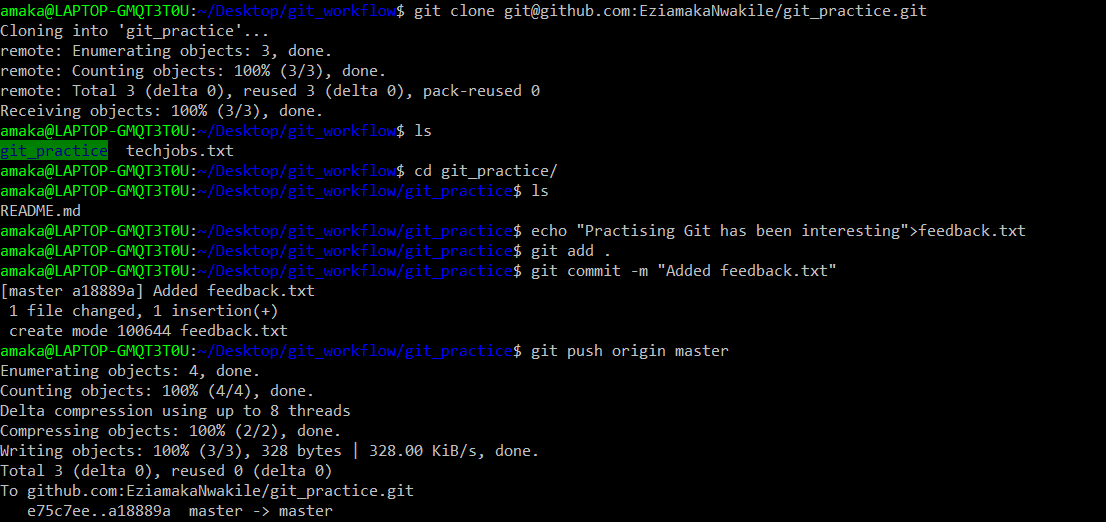 amaka@LAPTOP-GMQT3T0U:~/Desktop/git_workflow$ git clone git@github.com:EziamakaNwakile/git_practice.git
Cloning into 'git_practice'...
remote: Enumerating objects: 3, done.
remote: Counting objects: 100% (3/3), done.
remote: Total 3 (delta 0), reused 3 (delta 0), pack-reused 0
Receiving objects: 100% (3/3), done.
amaka@LAPTOP-GMQT3T0U:~/Desktop/git_workflow$ ls
git_practice  techjobs.txt
amaka@LAPTOP-GMQT3T0U:~/Desktop/git_workflow$ cd git_practice/
amaka@LAPTOP-GMQT3T0U:~/Desktop/git_workflow/git_practice$ ls
README.md
amaka@LAPTOP-GMQT3T0U:~/Desktop/git_workflow/git_practice$ echo "Practising Git has been interesting">feedback.txt
amaka@LAPTOP-GMQT3T0U:~/Desktop/git_workflow/git_practice$ git add .
amaka@LAPTOP-GMQT3T0U:~/Desktop/git_workflow/git_practice$ git commit -m "Added feedback.txt"
[master a18889a] Added feedback.txt
 1 file changed, 1 insertion(+)
 create mode 100644 feedback.txt
amaka@LAPTOP-GMQT3T0U:~/Desktop/git_workflow/git_practice$ git push origin master
Enumerating objects: 4, done.
Counting objects: 100% (4/4), done.
Delta compression using up to 8 threads
Compressing objects: 100% (2/2), done.
Writing objects: 100% (3/3), 328 bytes | 328.00 KiB/s, done.
Total 3 (delta 0), reused 0 (delta 0)
To github.com:EziamakaNwakile/git_practice.git
   e75c7ee..a18889a  master -> master